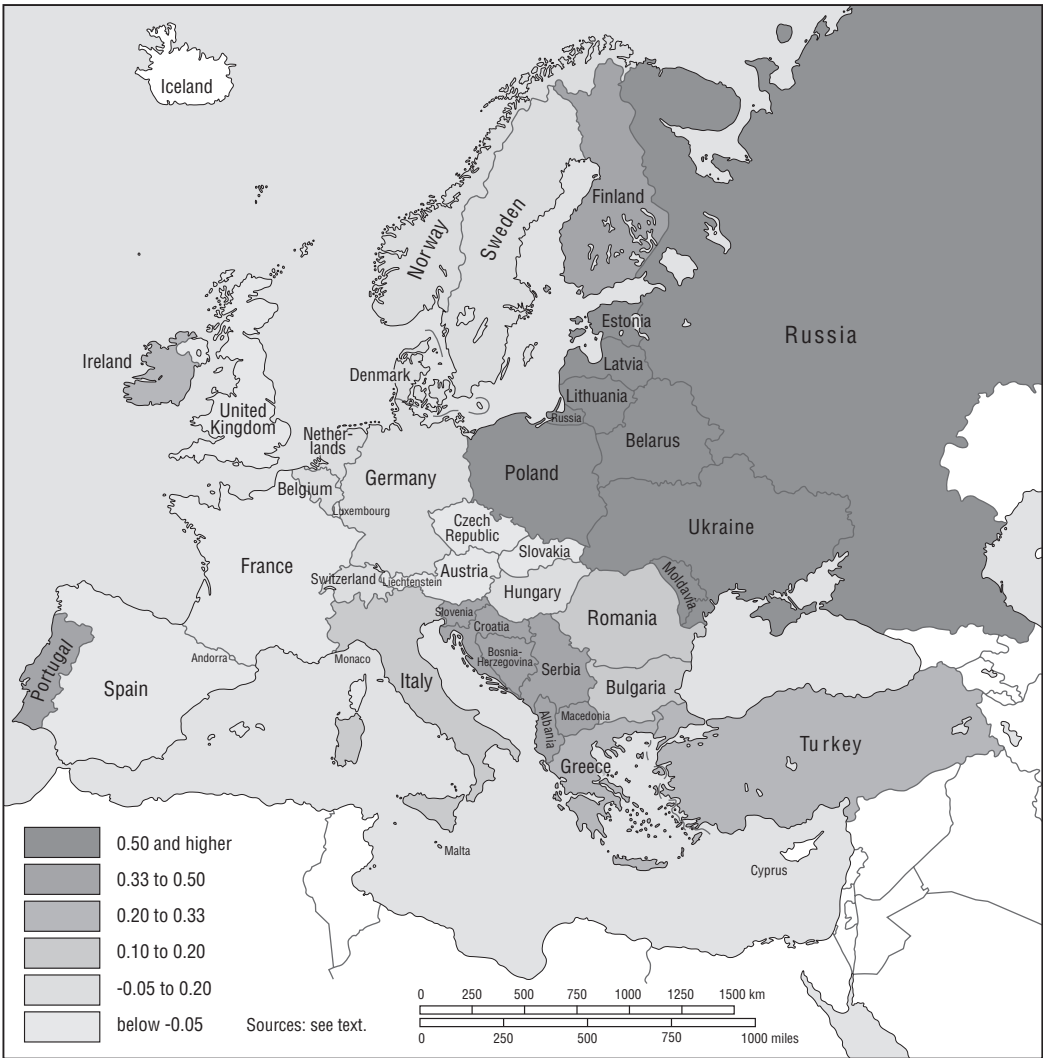 Iceland
Norway
Sweden
Finland
Russia
Estonia
Latvia
Lithuania
Russia
Belarus
Ireland
United
Kingdom
Denmark
Nether-
lands
Belgium
Luxembourg
Germany
Poland
Ukraine
Czech
Republic
Slovakia
Moldavia
France
Switzerland
Liechtenstein
Austria
Hungary
Romania
Slovenia
Croatia
Bosnia-
Herzegovina
Serbia
Bulgaria
Portugal
Spain
Andorra
Monaco
Italy
Albania
Macedonia
Greece
Turkey
Malta
Cyprus
0.50 and higher
0.33 to 0.50
0.20 to 0.33
0.10 to 0.20
-0.05 to 0.20
below -0.05
Sources: see text.
0 250 500 750 1000 1250 1500 km
0 250 500 750 1000 miles